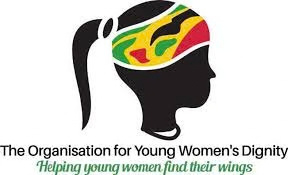 The Organisation for Young Women's Dignity
Helping young women find their wings